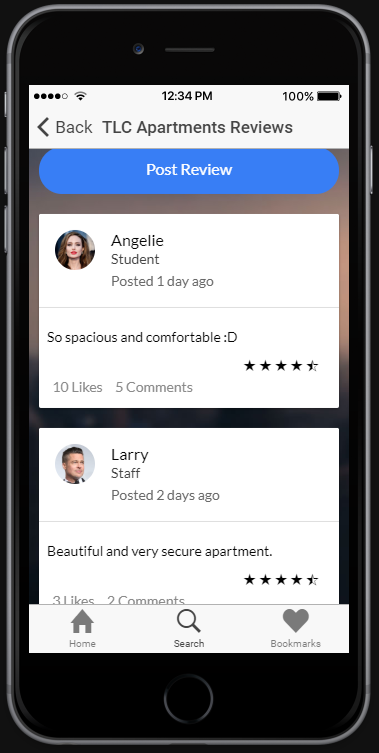 12:34 PM 100%
Back TLC Apartments Reviews
Post Review
Angelie
Student
Posted 1 day ago
So spacious and comfortable :D
10 Likes 5 Comments
Larry
Staff
Posted 2 days ago
Beautiful and very secure apartment.
3 Likes 2 Comments
Home Search Bookmarks